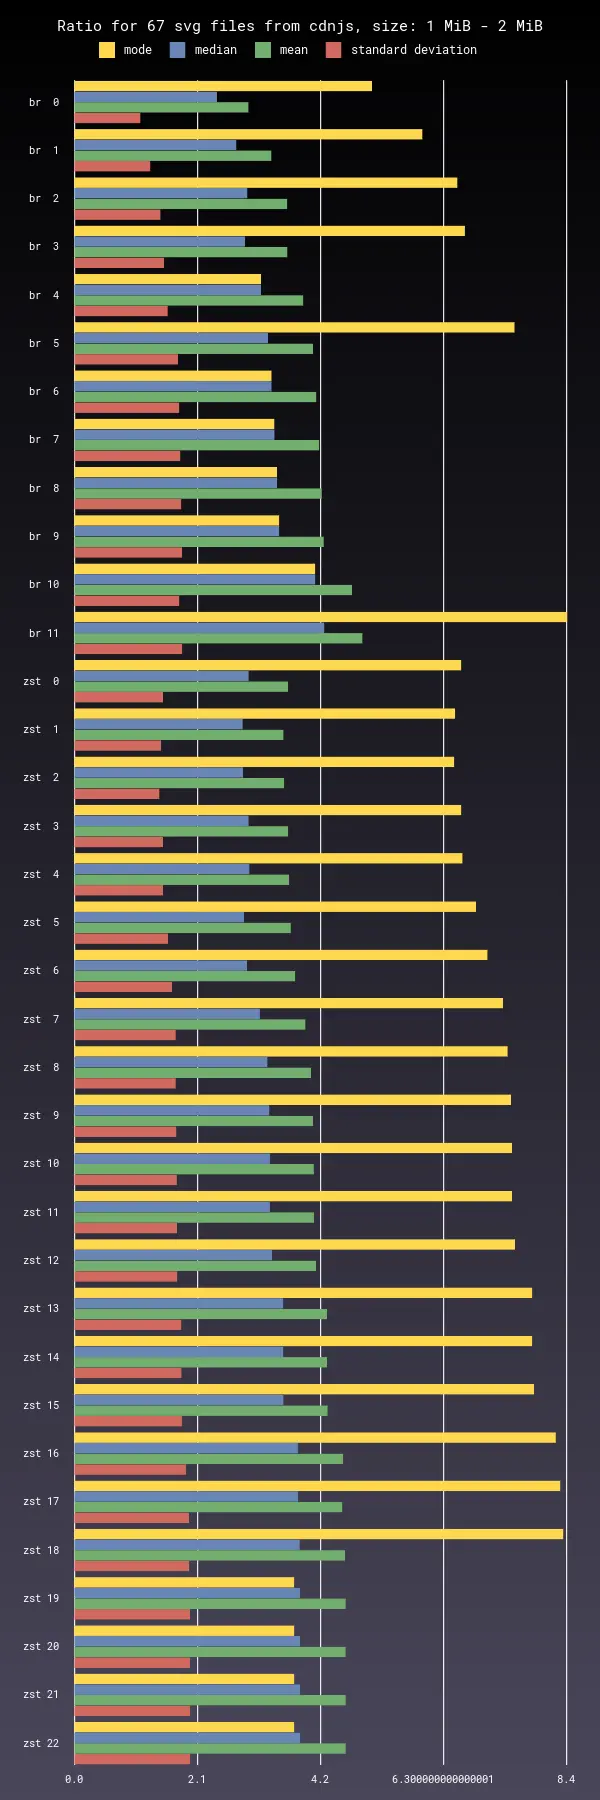 Ratio for 67 svg files from cdnjs, size: 1 MiB - 2 MiB
mode median mean standard deviation
br 0
br 1
br 2
br 3
br 4
br 5
br 6
br 7
br 8
br 9
br 10
br 11
zst 0
zst 1
zst 2
zst 3
zst 4
zst 5
zst 6
zst 7
zst 8
zst 9
zst 10
zst 11
zst 12
zst 13
zst 14
zst 15
zst 16
zst 17
zst 18
zst 19
zst 20
zst 21
zst 22
0.0 2.1 4.2 6.300000000000001 8.4